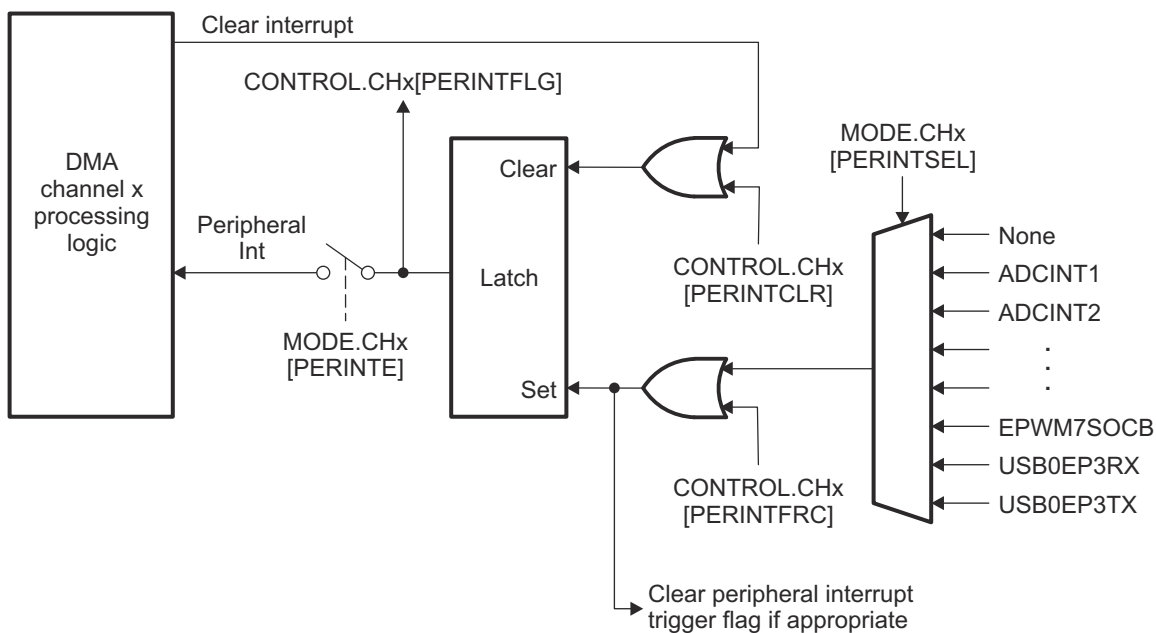 Clear interrupt
CONTROL.CHx[PERINTFLG]
DMA
channel x
processing
logic
Peripheral
Int
MODE.CHx
[PERINTE]
Clear
Latch
Set
CONTROL.CHx
[PERINTCLR]
CONTROL.CHx
[PERINTFRC]
MODE.CHx
[PERINTSEL]
None
ADCINT1
ADCINT2
.
.
.
EPWM7SOCB
USB0EP3RX
USB0EP3TX
Clear peripheral interrupt
trigger flag if appropriate